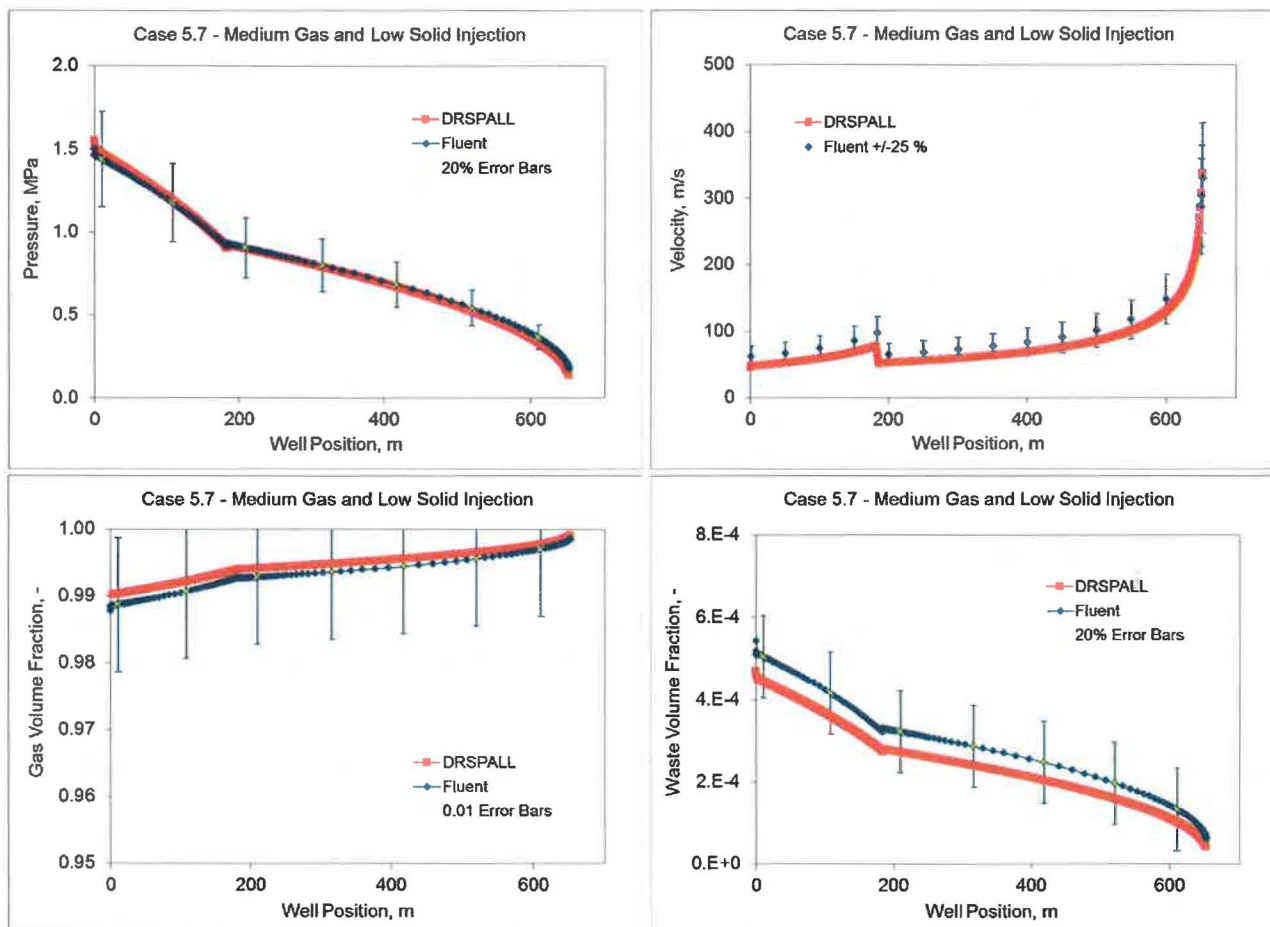 Case 5.7 - Medium Gas and Low Solid Injection
2.0
1.5
1.0
0.5
0.0
Pressure, MPa
DRSPALL
Fluent
20% Error Bars
0
200
400
600
Well Position, m
Case 5.7 - Medium Gas and Low Solid Injection
500
400
300
200
100
0
Velocity, m/s
DRSPALL
Fluent +/-25 %
0
200
400
600
Well Position, m
Case 5.7 - Medium Gas and Low Solid Injection
1.00
0.99
0.98
0.97
0.96
0.95
Gas Volume Fraction, -
DRSPALL
Fluent
0.01 Error Bars
0
200
400
600
Well Position, m
Case 5.7 - Medium Gas and Low Solid Injection
8.E-4
6.E-4
4.E-4
2.E-4
0.E+0
Waste Volume Fraction, -
DRSPALL
Fluent
20% Error Bars
0
200
400
600
Well Position, m